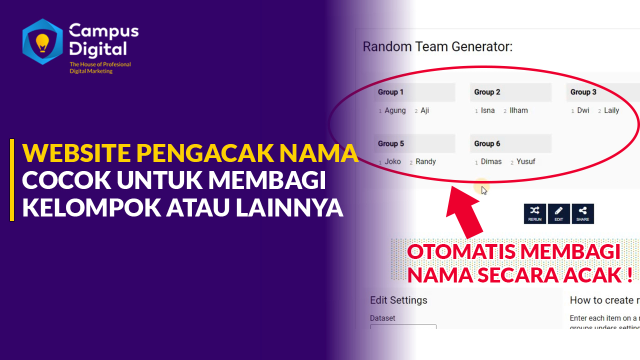 Campus
Digital
The House of Profesional
Digital Marketing
WEBSITE PENGACAK NAMA
COCOK UNTUK MEMBAGI
KELOMPOK ATAU LAINNYA
Random Team Generator:
Group 1 Group 2 Group 3
1. Agung 2. Aji 1. Isna 2. Ilham 1. Dwi 2. Laily
Group 5 Group 6
1. Joko 2. Randy 1. Dimas 2. Yusuf
RERUN EDIT SHARE
OTOMATIS MEMBAGI
NAMA SECARA ACAK !
Edit Settings How to create r
Dataset Enter each item on a
groups under setting